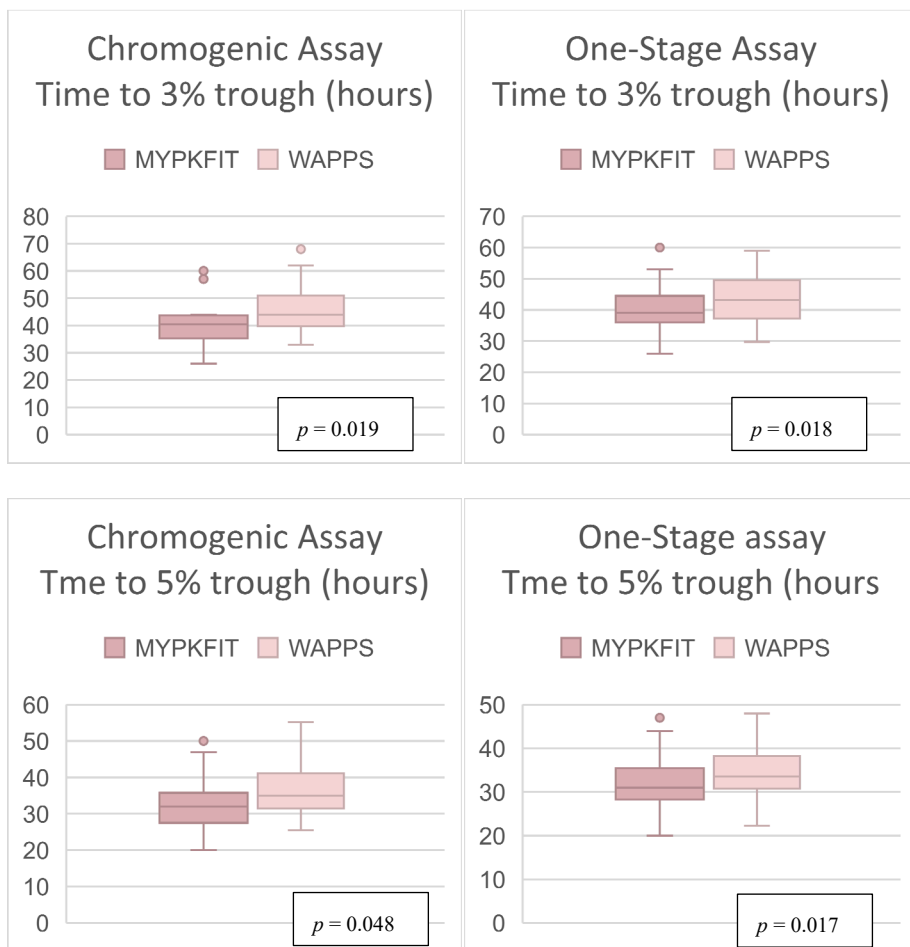 Chromogenic Assay
Time to 3% trough (hours)
MYPKFIT WAPPS
80
70
60
50
40
30
20
10
0
p = 0.019
One-Stage Assay
Time to 3% trough (hours)
MYPKFIT WAPPS
70
60
50
40
30
20
10
0
p = 0.018
Chromogenic Assay
Tme to 5% trough (hours)
MYPKFIT WAPPS
60
50
40
30
20
10
0
p = 0.048
One-Stage assay
Tme to 5% trough (hours
MYPKFIT WAPPS
50
40
30
20
10
0
p = 0.017